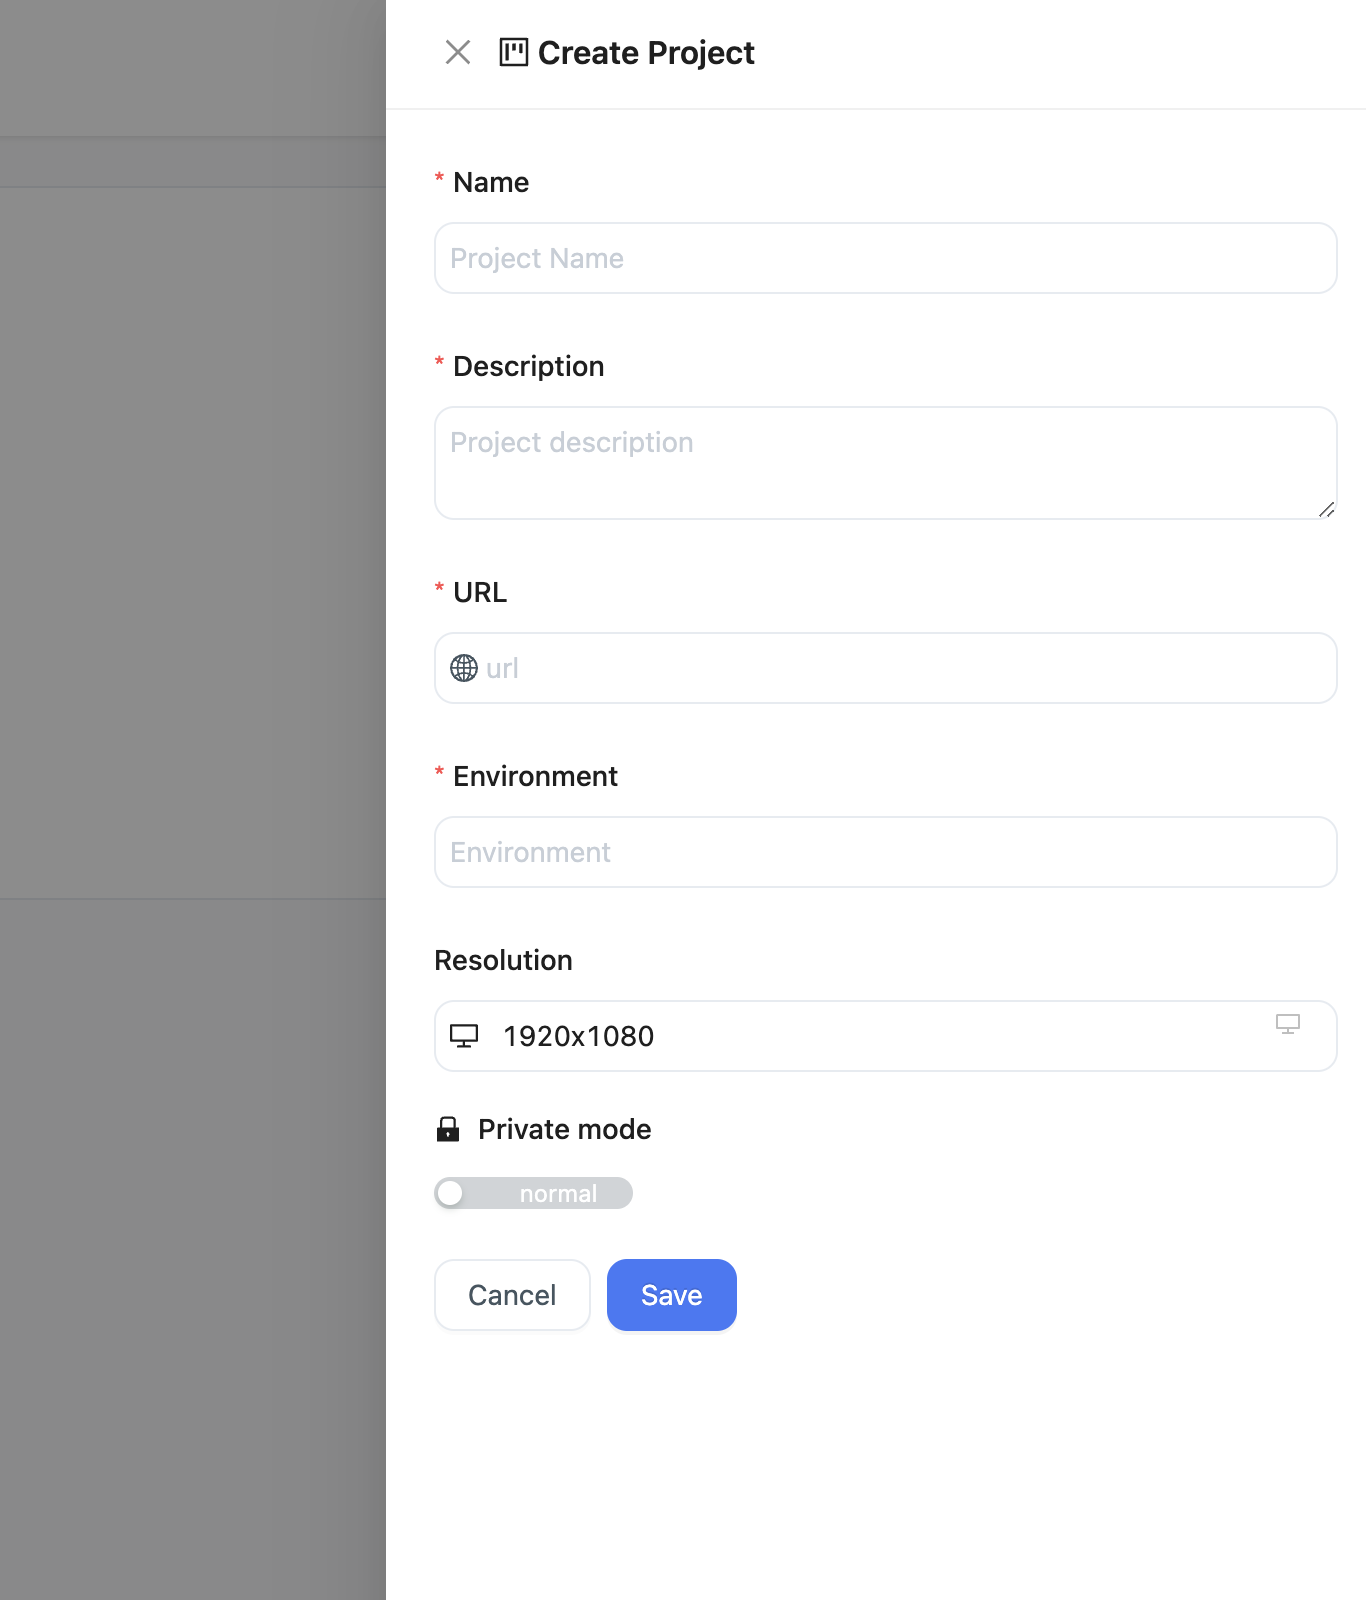 Create Project
* Name
Project Name
* Description
Project description
* URL
url
* Environment
Environment
Resolution
1920x1080
Private mode
normal
Cancel Save